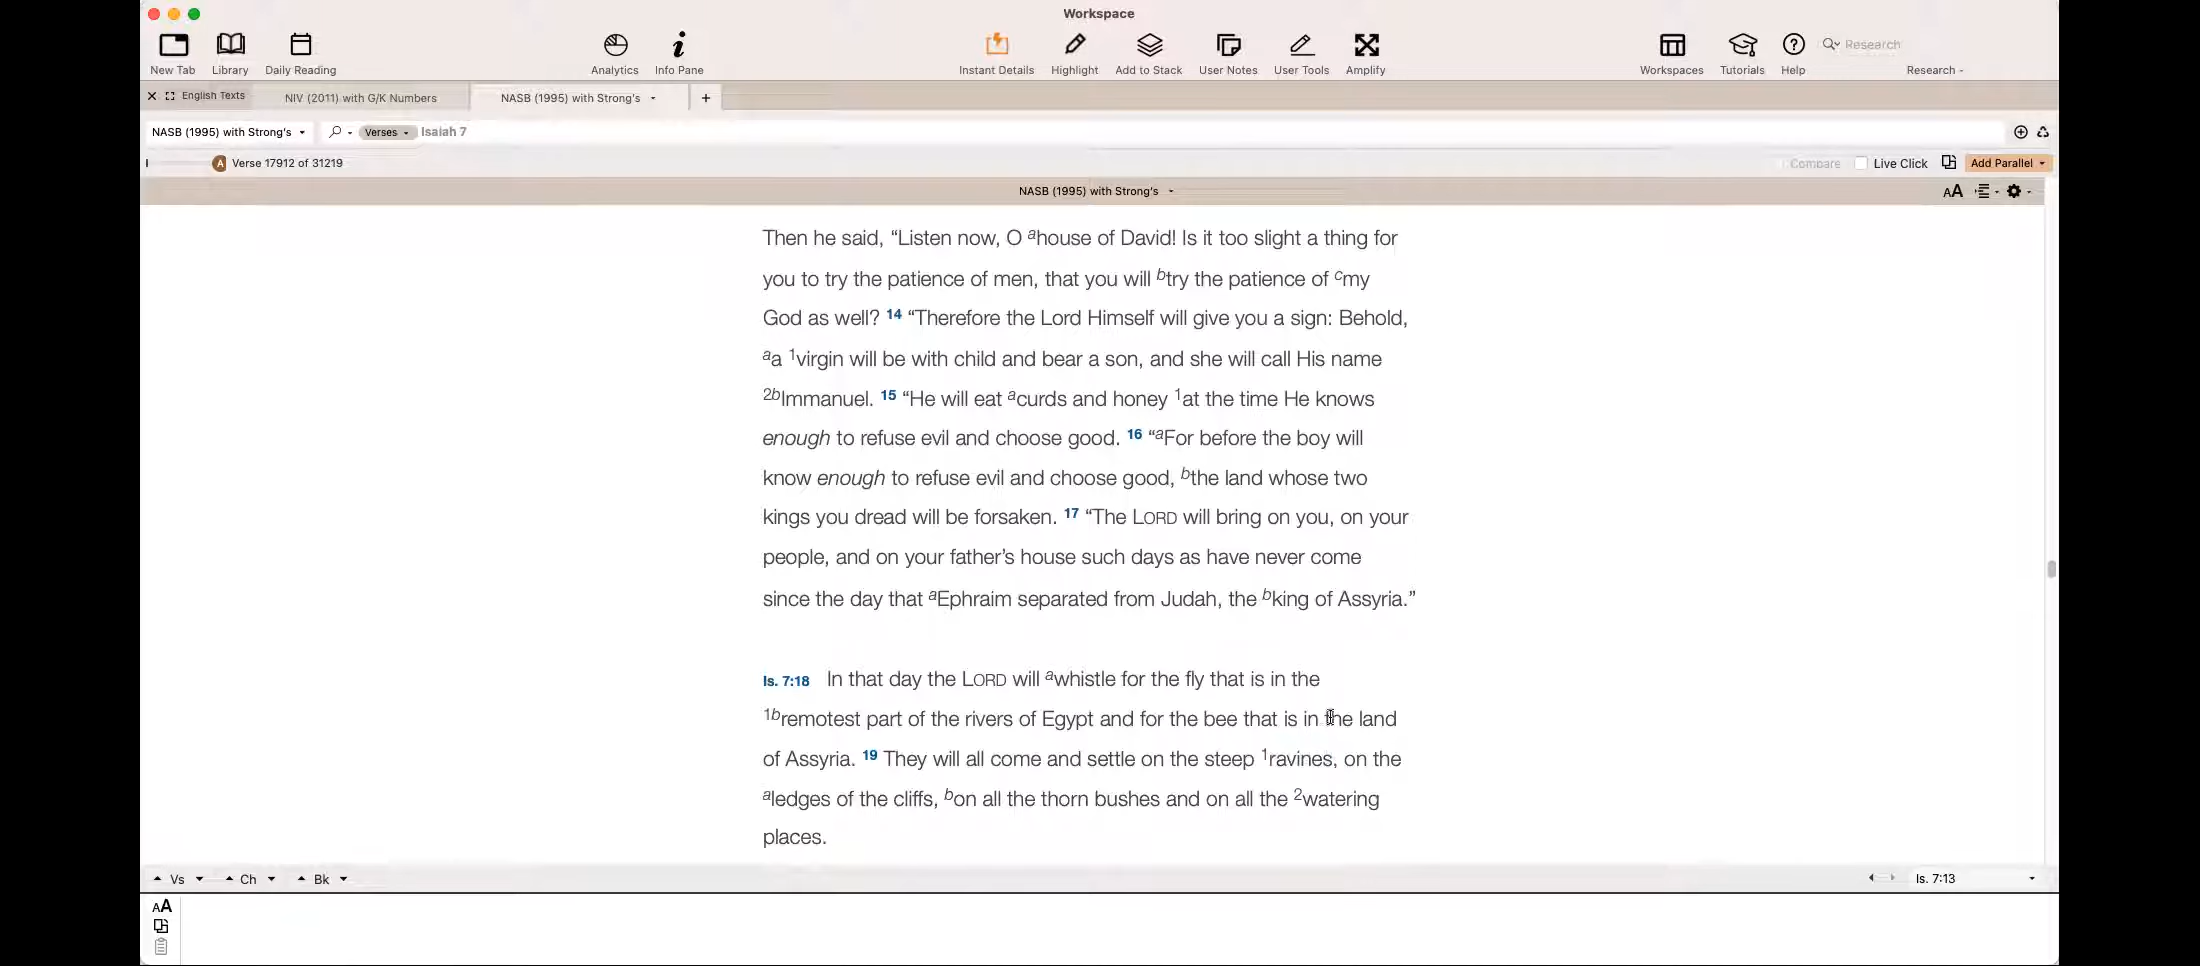 Workspace
New Tab Library Daily Reading Analytics Info Pane Instant Details Highlight Add to Stack User Notes User Tools Amplify Workspaces Tutorials Help Research
Research
English Texts NIV (2011) with G/K Numbers NASB (1995) with Strong's +
NASB (1995) with Strong's Verses Isaiah 7
A Verse 17912 of 31219 Compare Live Click Add Parallel
NASB (1995) with Strong's AA
Then he said, “Listen now, O ahouse of David! Is it too slight a thing for
you to try the patience of men, that you will btry the patience of cmy
God as well? 14 “Therefore the Lord Himself will give you a sign: Behold,
aa 1virgin will be with child and bear a son, and she will call His name
2bImmanuel. 15 “He will eat acurds and honey 1at the time He knows
enough to refuse evil and choose good. 16 “aFor before the boy will
know enough to refuse evil and choose good, bthe land whose two
kings you dread will be forsaken. 17 “The LORD will bring on you, on your
people, and on your father’s house such days as have never come
since the day that aEphraim separated from Judah, the bking of Assyria.”
Is. 7:18 In that day the LORD will awhistle for the fly that is in the
1bremotest part of the rivers of Egypt and for the bee that is in the land
of Assyria. 19 They will all come and settle on the steep 1ravines, on the
aledges of the cliffs, bon all the thorn bushes and on all the 2watering
places.
Vs Ch Bk Is. 7:13
AA